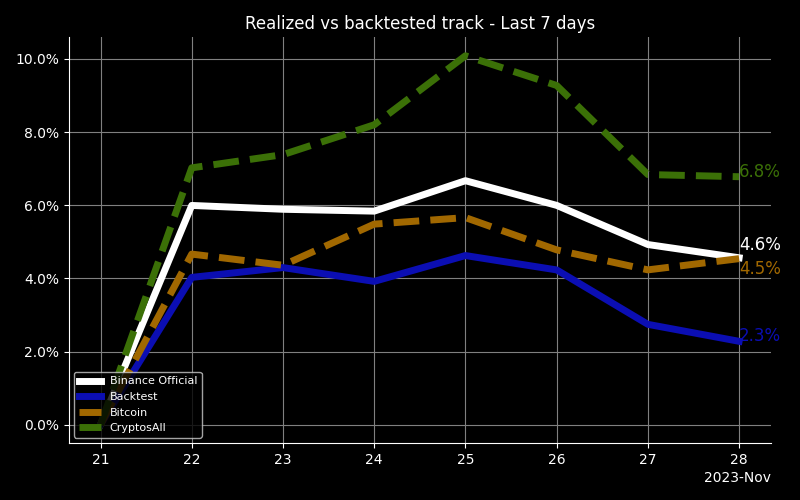 Realized vs backtested track - Last 7 days
10.0%
8.0%
6.0%
4.0%
2.0%
0.0%
6.8%
4.6%
4.5%
2.3%
Binance Official
Backtest
Bitcoin
CryptosAll
21 22 23 24 25 26 27 28
2023-Nov